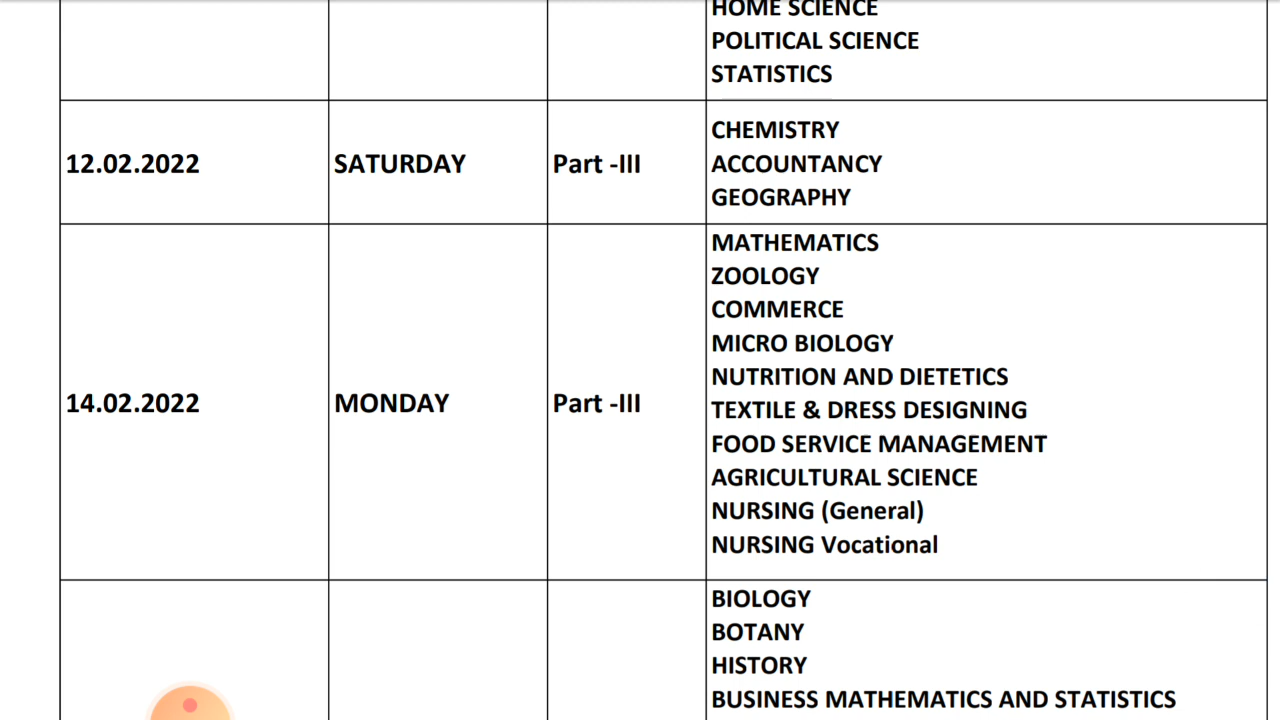 HOME SCIENCE
POLITICAL SCIENCE
STATISTICS
12.02.2022 SATURDAY Part -III
CHEMISTRY
ACCOUNTANCY
GEOGRAPHY
14.02.2022 MONDAY Part -III
MATHEMATICS
ZOOLOGY
COMMERCE
MICRO BIOLOGY
NUTRITION AND DIETETICS
TEXTILE & DRESS DESIGNING
FOOD SERVICE MANAGEMENT
AGRICULTURAL SCIENCE
NURSING (General)
NURSING Vocational
BIOLOGY
BOTANY
HISTORY
BUSINESS MATHEMATICS AND STATISTICS